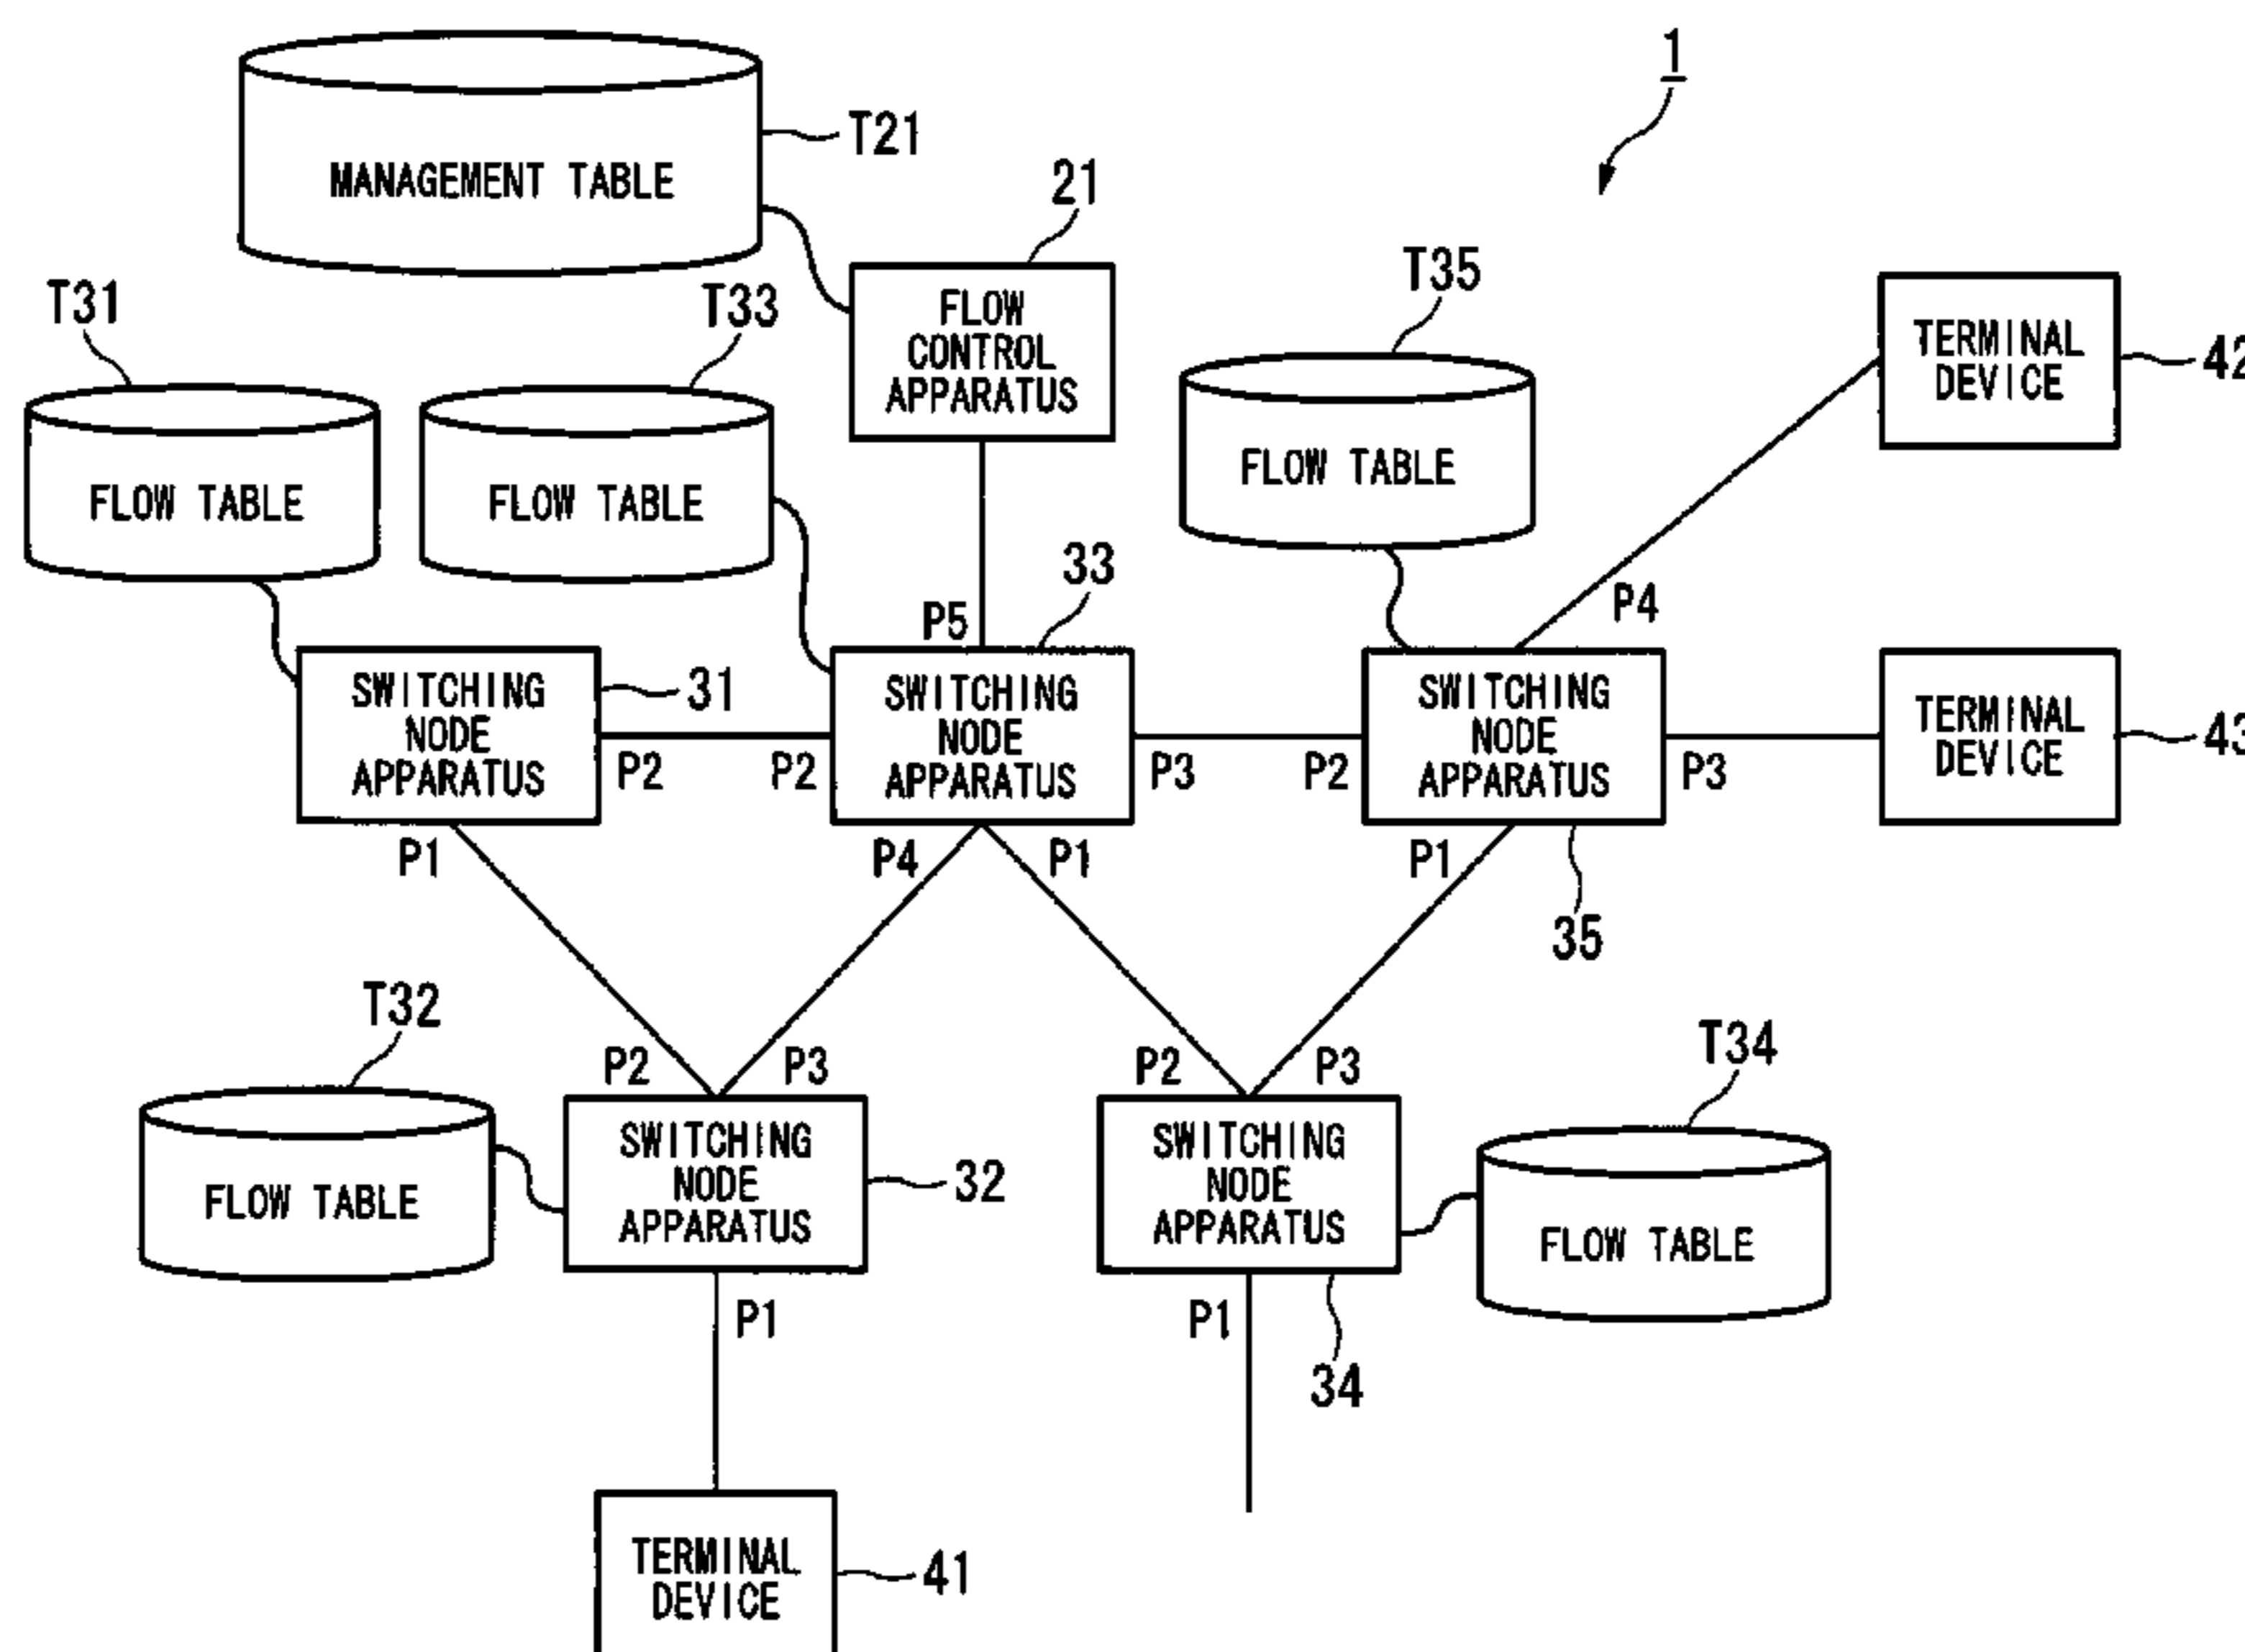 1
T21
MANAGEMENT TABLE
21
T31
T33
FLOW
CONTROL
APPARATUS
T35
TERMINAL
DEVICE
42
FLOW TABLE
FLOW TABLE
FLOW TABLE
33
P5
P4
SWITCHING
NODE
APPARATUS
31
SWITCHING
NODE
APPARATUS
SWITCHING
NODE
APPARATUS
TERMINAL
DEVICE
43
P2
P2
P3
P2
P3
P1
P4
P1
P1
35
T32
T34
P2
P3
P2
P3
FLOW TABLE
SWITCHING
NODE
APPARATUS
32
SWITCHING
NODE
APPARATUS
FLOW TABLE
P1
P1
34
TERMINAL
DEVICE
41